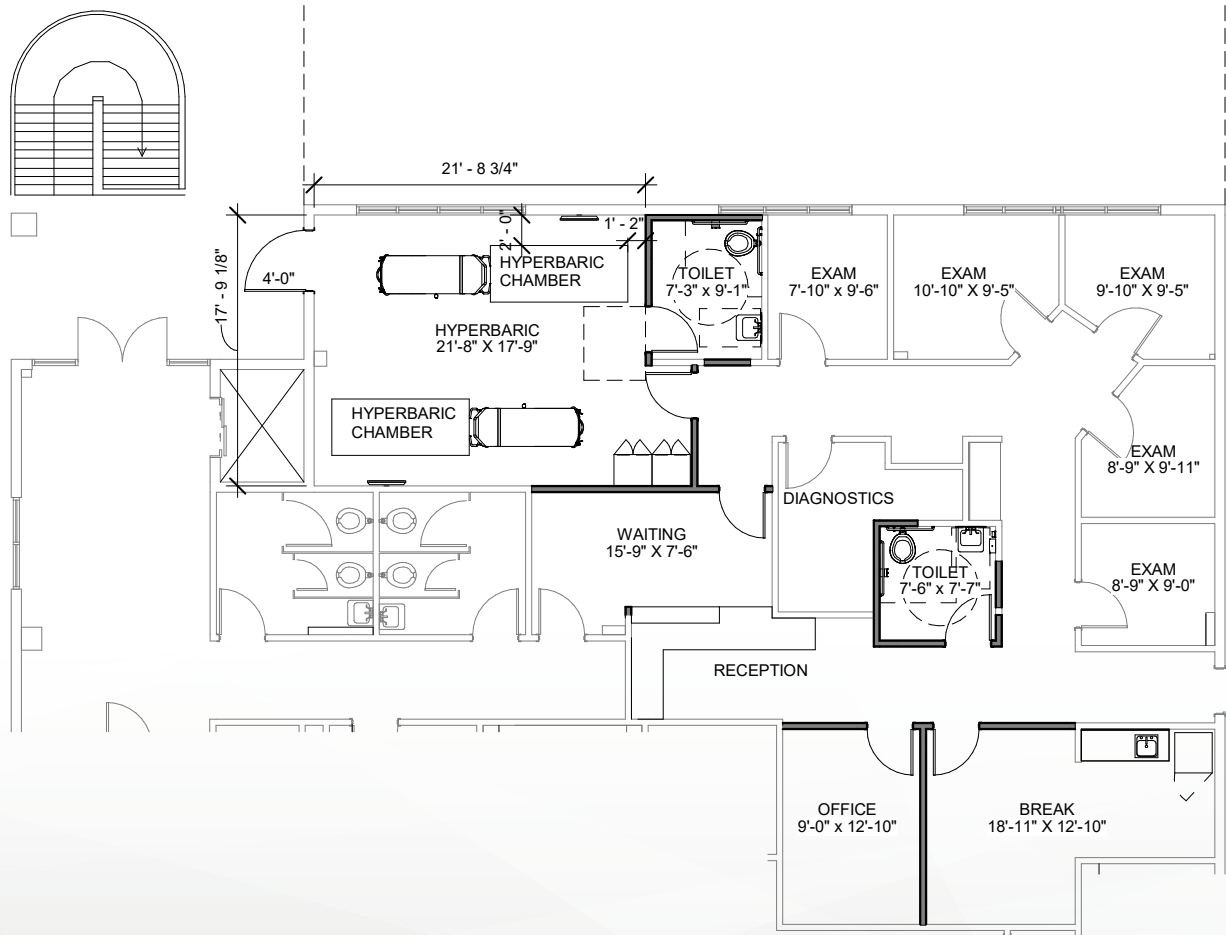 21' - 8 3/4"
2' - 0"
1' - 2"
17' - 9 1/8"
4'-0"
HYPERBARIC
CHAMBER
TOILET
7'-3" x 9'-1"
EXAM
7'-10" x 9'-6"
EXAM
10'-10" X 9'-5"
EXAM
9'-10" X 9'-5"
HYPERBARIC
21'-8" X 17'-9"
HYPERBARIC
CHAMBER
EXAM
8'-9" X 9'-11"
DIAGNOSTICS
WAITING
15'-9" X 7'-6"
TOILET
7'-6" x 7'-7"
EXAM
8'-9" X 9'-0"
RECEPTION
OFFICE
9'-0" x 12'-10"
BREAK
18'-11" X 12'-10"